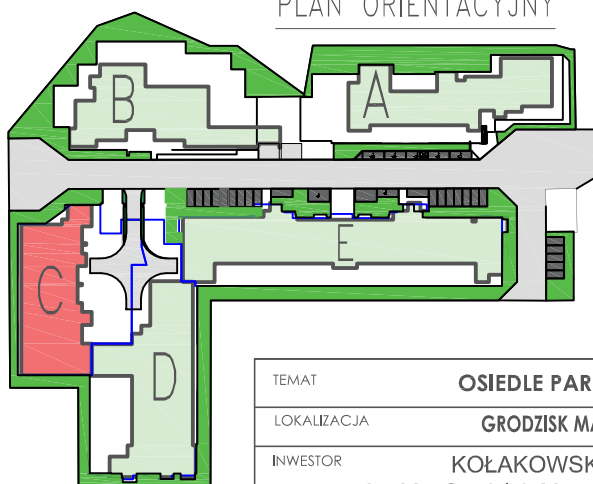 PLAN ORIENTACYJNY
B
A
E
C
D
TEMAT OSIEDLE PAR
LOKALIZACJA GRODZISK MA
INWESTOR KOŁAKOWSK